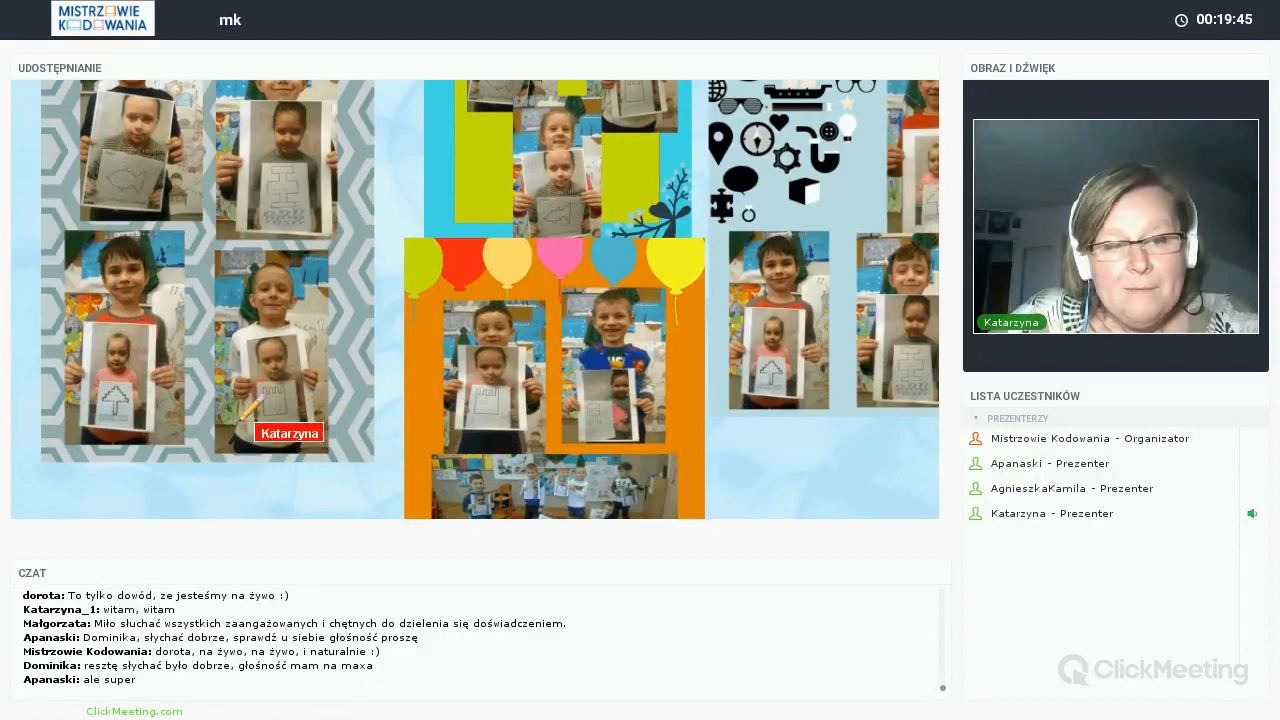 MISTRZOWIE
KODOWANIA
mk
00:19:45
UDOSTĘPNIANIE
OBRAZ I DŹWIĘK
Katarzyna
Katarzyna
LISTA UCZESTNIKÓW
PREZENTERZY
Mistrzowie Kodowania - Organizator
Apanaski - Prezenter
AgnieszkaKamila - Prezenter
Katarzyna - Prezenter
CZAT
dorota: To tylko dowód, ze jesteśmy na żywo :)
Katarzyna_1: witam, witam
Małgorzata: Miło słuchać wszystkich zaangażowanych i chętnych do dzielenia się doświadczeniem.
Apanaski: Dominika, słychać dobrze, sprawdź u siebie głośność proszę
Mistrzowie Kodowania: dorota, na żywo, na żywo, i naturalnie :)
Dominika: resztę słychać było dobrze, głośność mam na maxa
Apanaski: ale super
ClickMeeting
ClickMeeting.com